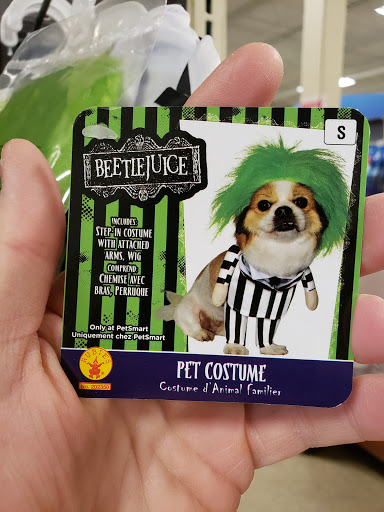 S
BEETLEJUICE
INCLUDES:
STEP-IN COSTUME
WITH ATTACHED
ARMS, WIG
COMPREND:
CHEMISE AVEC
BRAS, PERRUQUE
Only at PetSmart
Uniquement chez PetSmart
PET COSTUME
Costume d'Animal Familier